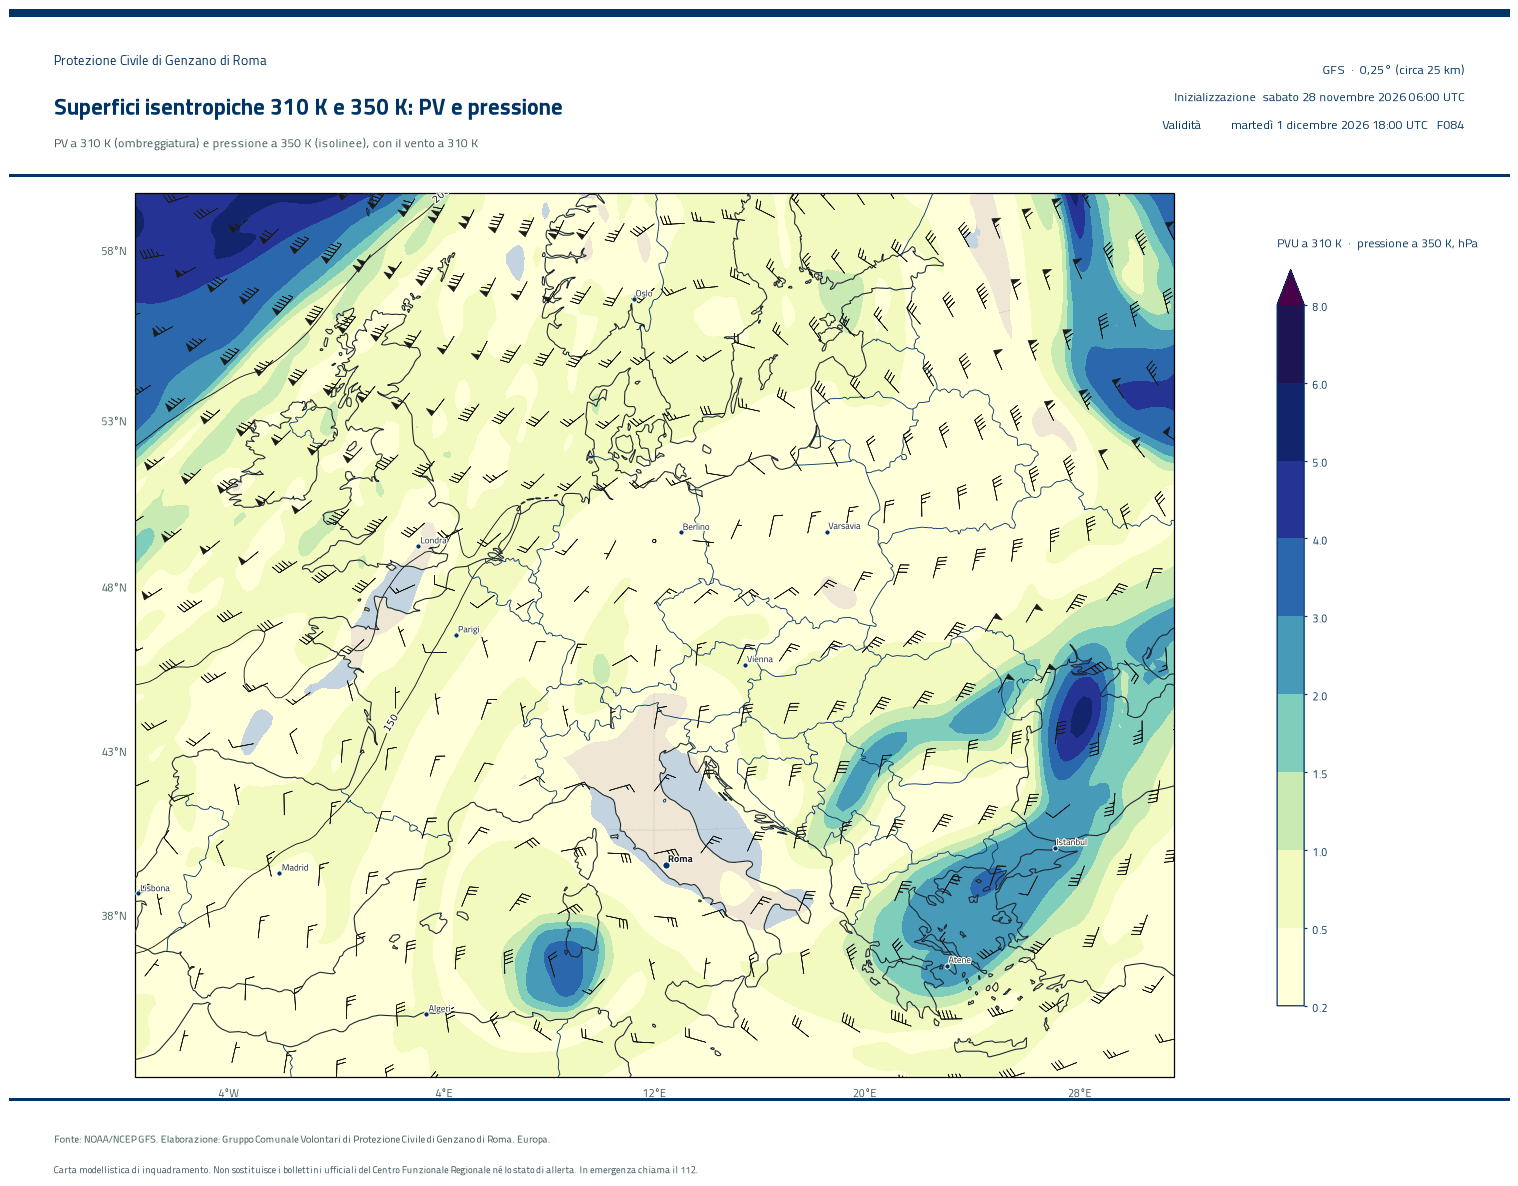 Protezione Civile di Genzano di Roma
Superfici isentropiche 310 K e 350 K: PV e pressione
PV a 310 K (ombreggiatura) e pressione a 350 K (isolinee), con il vento a 310 K
GFS · 0,25° (circa 25 km)
Inizializzazione sabato 28 novembre 2026 06:00 UTC
Validità martedì 1 dicembre 2026 18:00 UTC F084
PVU a 310 K · pressione a 350 K, hPa
8.0
6.0
5.0
4.0
3.0
2.0
1.5
1.0
0.5
0.2
58°N
53°N
48°N
43°N
38°N
4°W
4°E
12°E
20°E
28°E
Oslo
Berlino
Varsavia
Londra
Parigi
Vienna
150
Roma
Istanbul
Madrid
Lisbona
Atene
Algeri
Fonte: NOAA/NCEP GFS. Elaborazione: Gruppo Comunale Volontari di Protezione Civile di Genzano di Roma. Europa.
Carta modellistica di inquadramento. Non sostituisce i bollettini ufficiali del Centro Funzionale Regionale né lo stato di allerta. In emergenza chiama il 112.